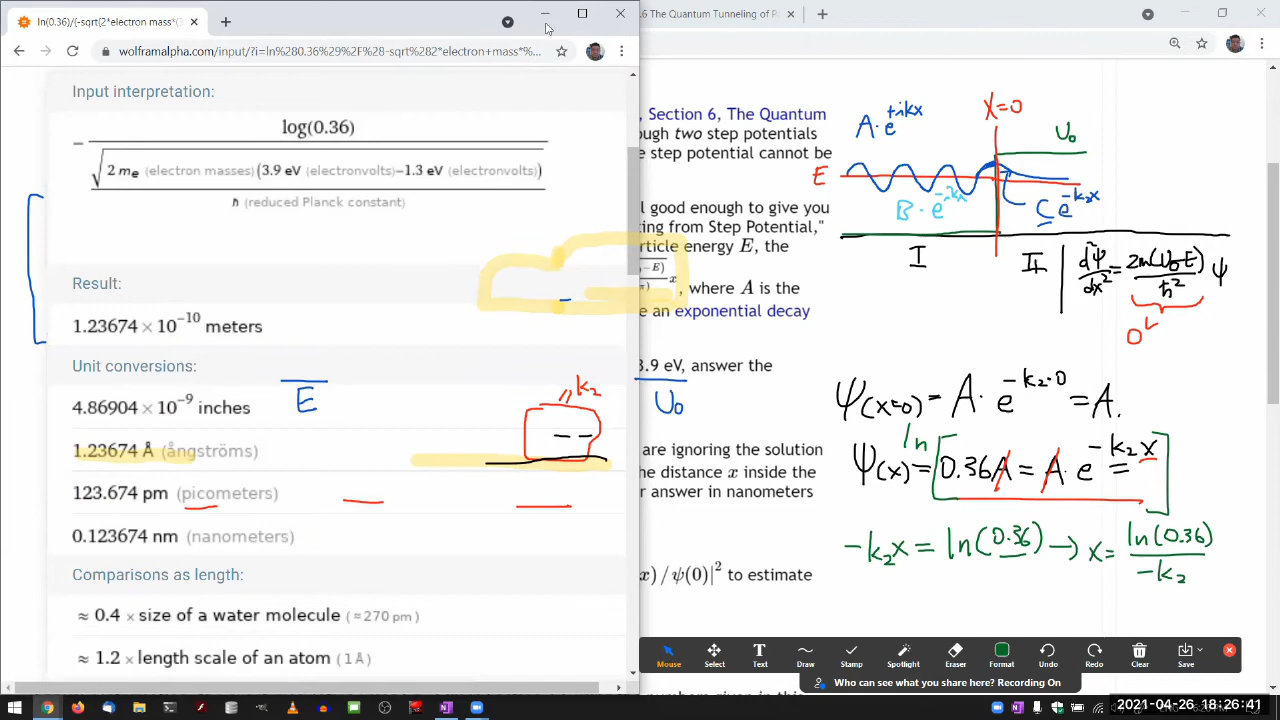 ln(0.36)/(-sqrt(2*electron mass*(
.6 The Quantum Tunneling of P
wolframalpha.com/input/?i=ln%280.36%29%2F%28-sqrt%282*electron+mass*%...
Input interpretation:
log(0.36)
−
2 me (electron masses) (3.9 eV (electronvolts)−1.3 eV (electronvolts))
ħ (reduced Planck constant)
Result:
1.23674×10^-10 meters
Unit conversions:
4.86904×10^-9 inches
1.23674 Å (ångströms)
123.674 pm (picometers)
0.123674 nm (nanometers)
Comparisons as length:
≈ 0.4 × size of a water molecule (≈270 pm)
≈ 1.2 × length scale of an atom (1 Å)
E
k2
U0
, Section 6, The Quantum
ough two step potentials
e step potential cannot be
l good enough to give you
ing from Step Potential,"
rticle energy E, the
−E) x, where A is the
e an exponential decay
3.9 eV, answer the
are ignoring the solution
he distance x inside the
r answer in nanometers
x)/ψ(0)|^2 to estimate
A·e^+ikx
X=0
U0
E
B·e^-ikx
C e^-k2x
I
II
d²ψ/dx² = 2m(U0-E)/ħ² ψ
ψ(x=0) = A·e^-k2·0 = A.
ln
ψ(x) = 0.36A = A·e^-k2x =
-k2x = ln(0.36) → x = ln(0.36)/-k2
Mouse Select Text Draw Stamp Spotlight Eraser Format Undo Redo Clear Save
Who can see what you share here? Recording On
numbers given in this
2021-04-26 18:26:41